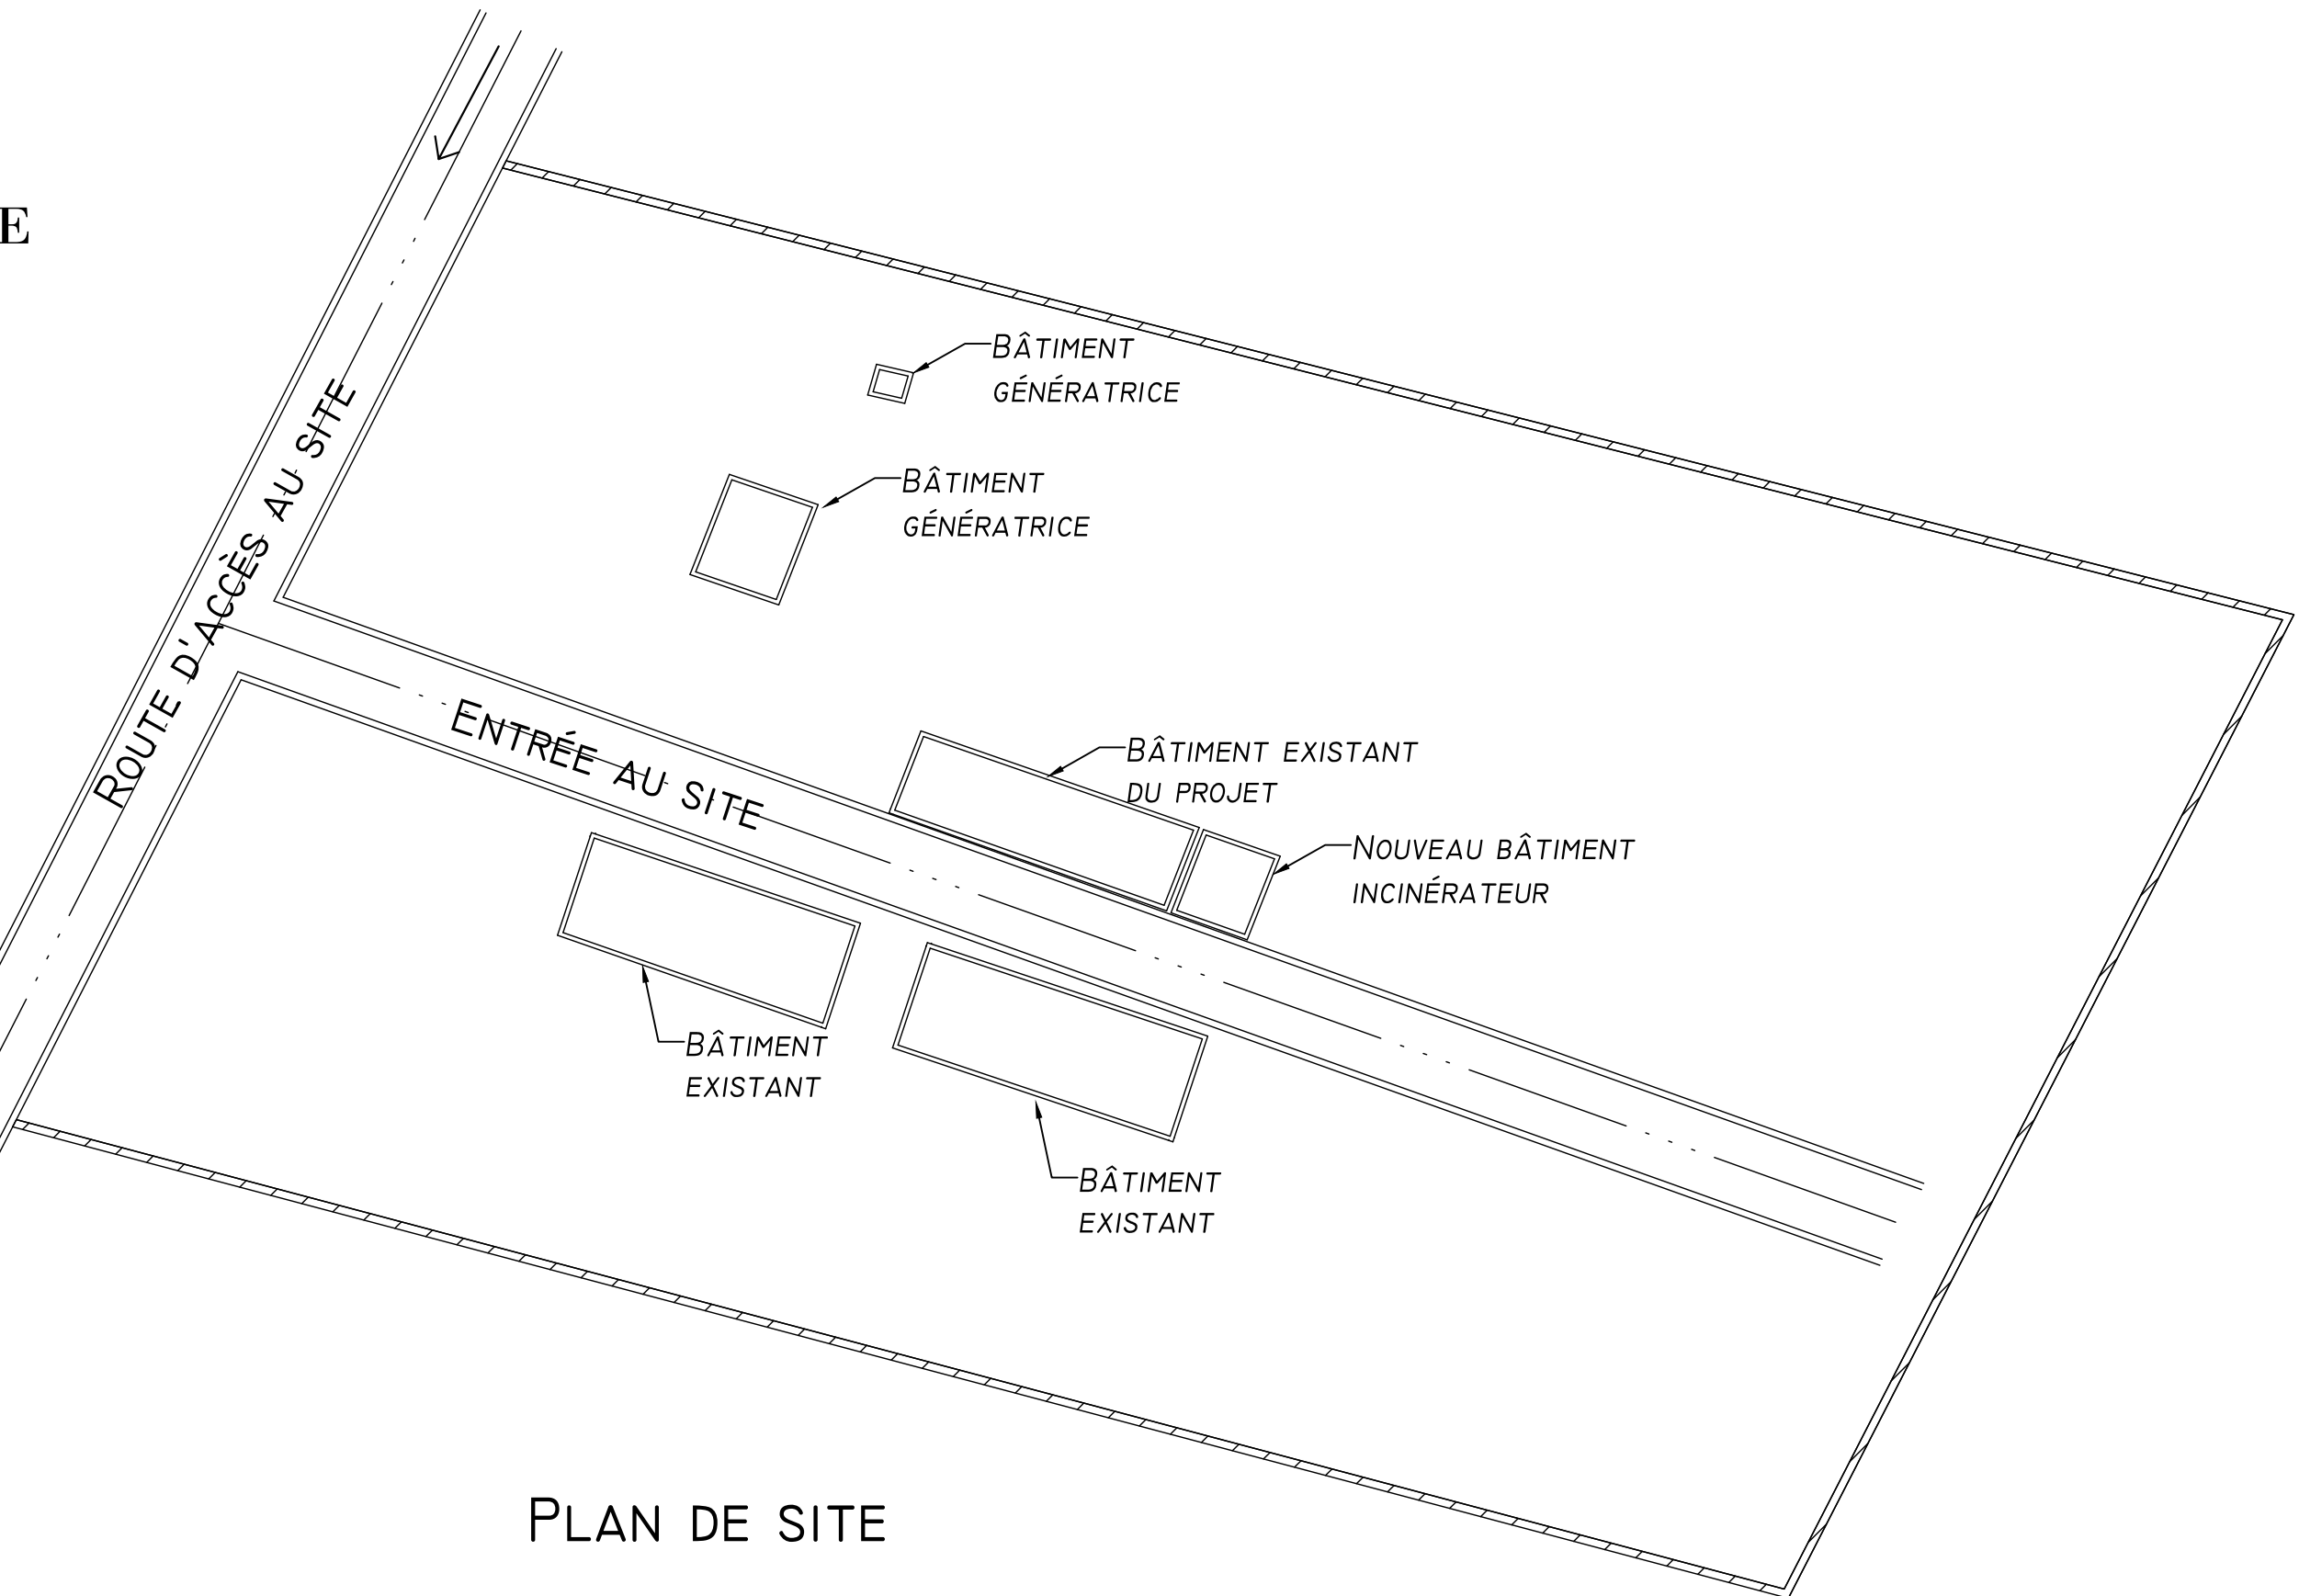 E
Bâtiment
génératrice
Bâtiment
génératrice
Route d'accès au site
Entrée au site
Bâtiment existant
du projet
Nouveau bâtiment
incinérateur
Bâtiment
existant
Bâtiment
existant
Plan de site